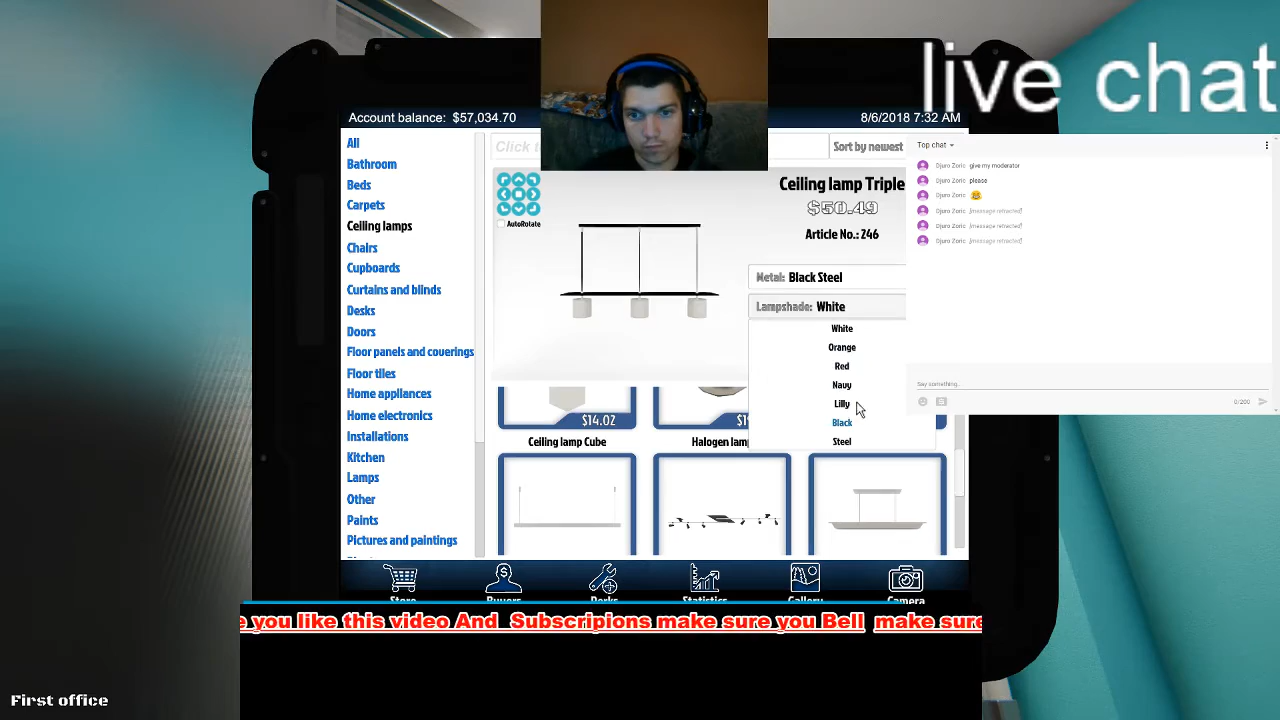 live chat
Account balance: $57,034.70
8/6/2018 7:32 AM
All
Bathroom
Beds
Carpets
Ceiling lamps
Chairs
Cupboards
Curtains and blinds
Desks
Doors
Floor panels and coverings
Floor tiles
Home appliances
Home electronics
Installations
Kitchen
Lamps
Other
Paints
Pictures and paintings
Click to
Sort by newest
AutoRotate
Ceiling lamp Triple
$50.49
Article No.: 246
Metal: Black Steel
Lampshade: White
White
Orange
Red
Navy
Lilly
Black
Steel
$14.02
Ceiling lamp Cube
Halogen lamp
Top chat
Djuro Zoric give my moderator
Djuro Zoric please
Djuro Zoric
Djuro Zoric [message retracted]
Djuro Zoric [message retracted]
Djuro Zoric [message retracted]
Say something...
0/200
Store
Buyers
Perks
Statistics
Gallery
Camera
e you like this video And Subscripions make sure you Bell make sure
First office